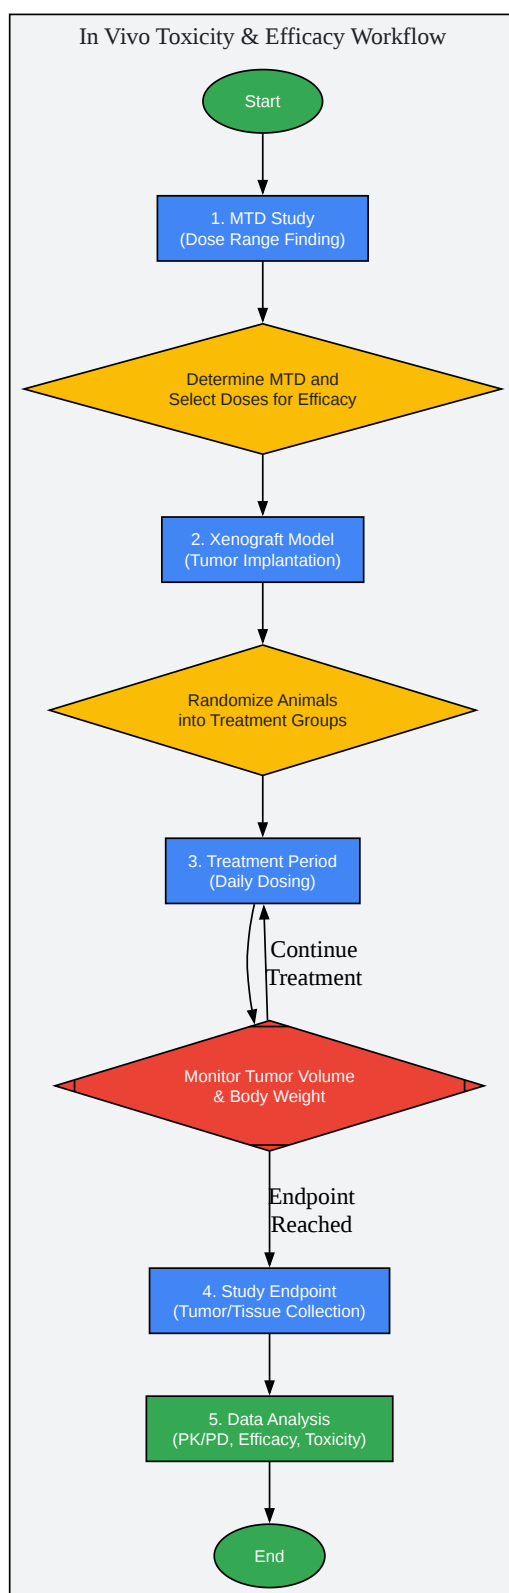 In Vivo Toxicity & Efficacy Workflow
Start
1. MTD Study
(Dose Range Finding)
Determine MTD and
Select Doses for Efficacy
2. Xenograft Model
(Tumor Implantation)
Randomize Animals
into Treatment Groups
3. Treatment Period
(Daily Dosing)
Continue
Treatment
Monitor Tumor Volume
& Body Weight
Endpoint
Reached
4. Study Endpoint
(Tumor/Tissue Collection)
5. Data Analysis
(PK/PD, Efficacy, Toxicity)
End